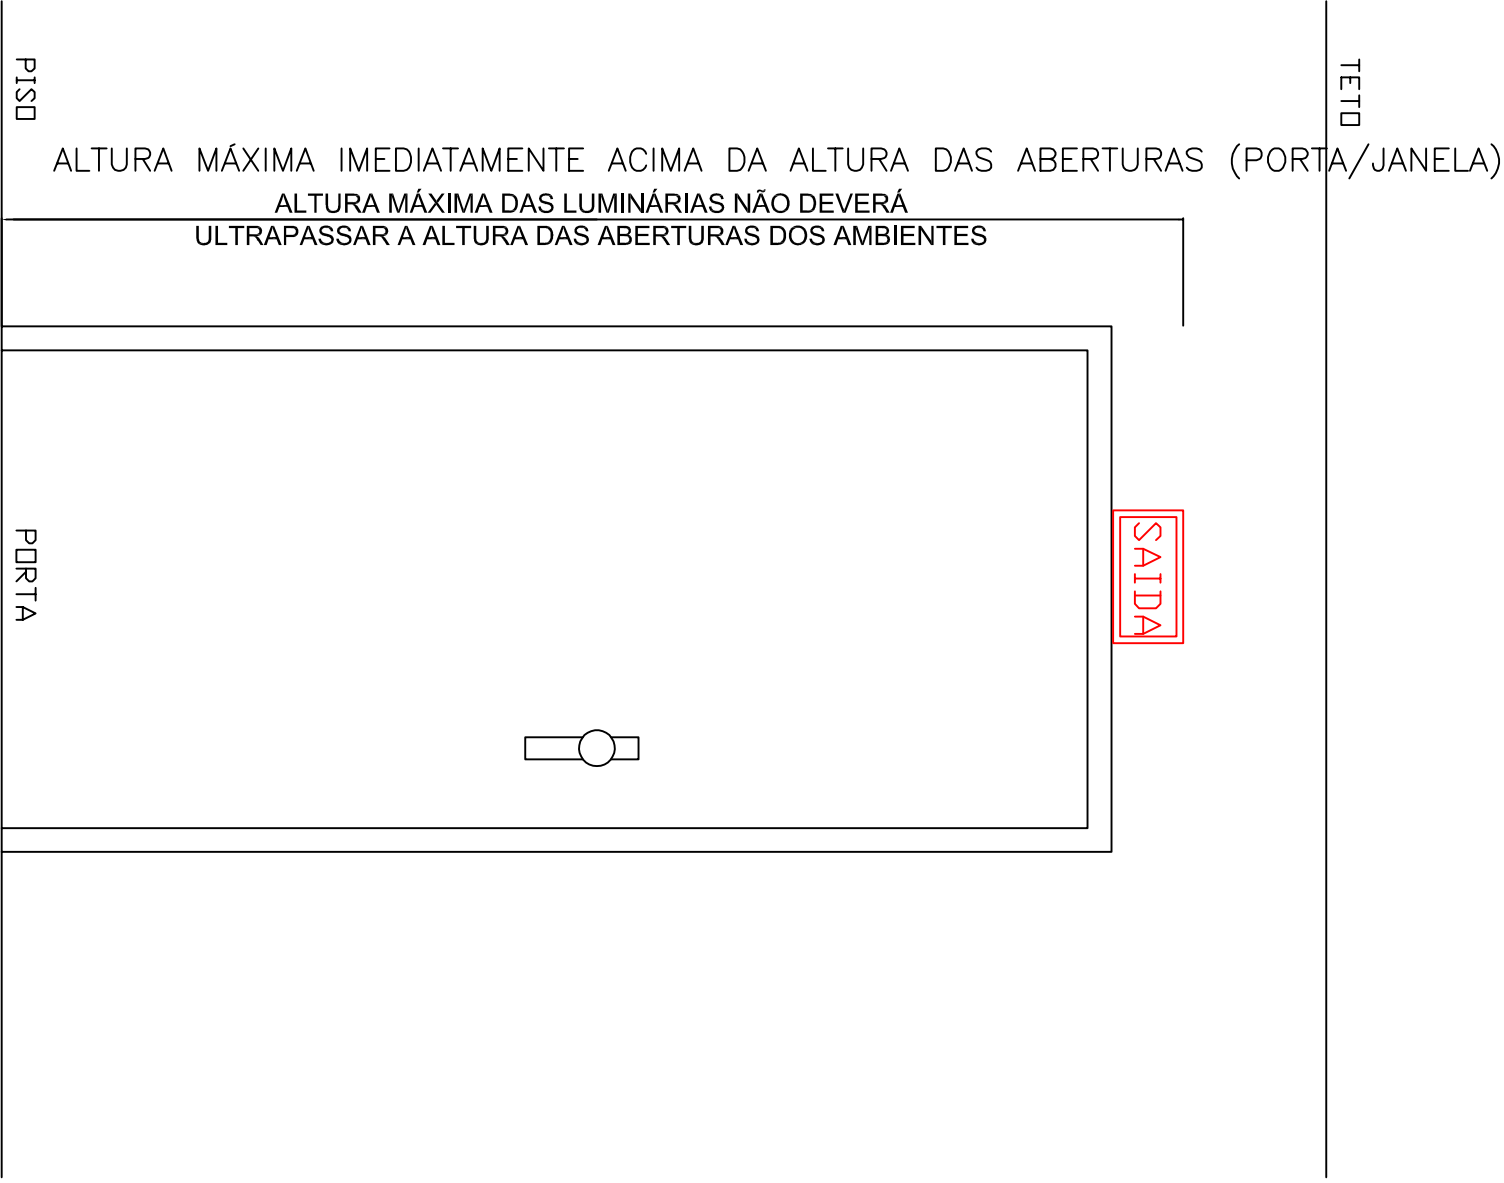 PISO
TETO
ALTURA MÁXIMA IMEDIATAMENTE ACIMA DA ALTURA DAS ABERTURAS (PORTA/JANELA)
ALTURA MÁXIMA DAS LUMINÁRIAS NÃO DEVERÁ
ULTRAPASSAR A ALTURA DAS ABERTURAS DOS AMBIENTES
PORTA
SAIDA